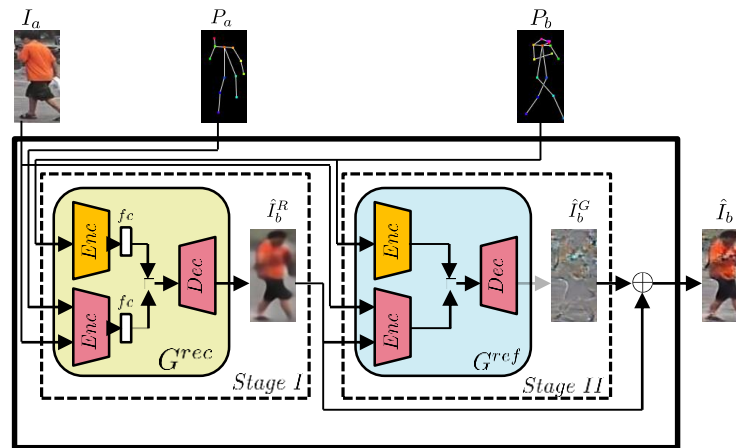 I_a P_a P_b
fc
Enc
fc
Enc
Dec
Î_b^R
G^rec
Stage I
Enc
Enc
Dec
Î_b^G
G^ref
Stage II
Î_b